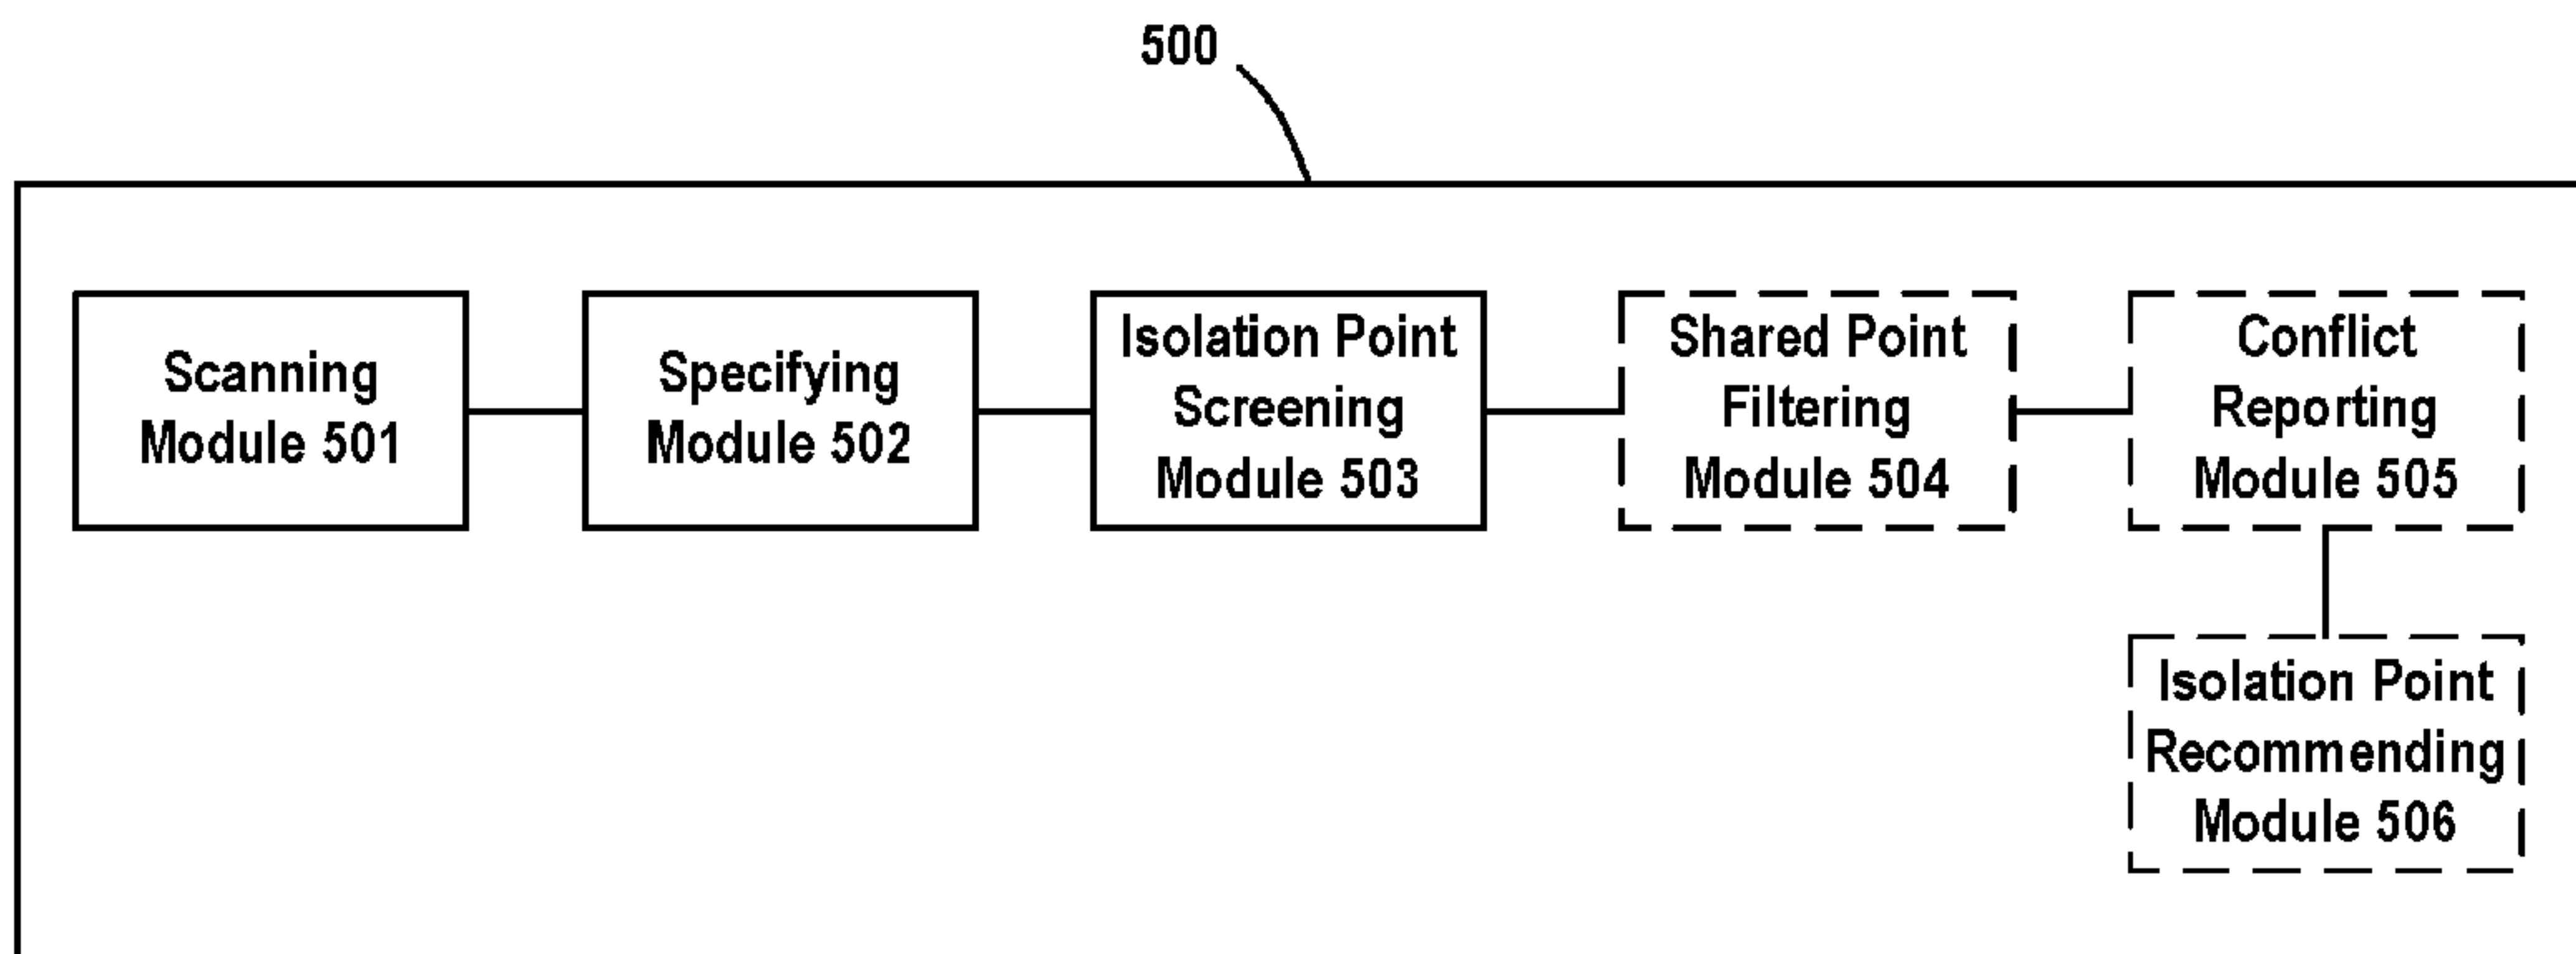 500
Scanning
Module 501
Specifying
Module 502
Isolation Point
Screening
Module 503
Shared Point
Filtering
Module 504
Conflict
Reporting
Module 505
Isolation Point
Recommending
Module 506